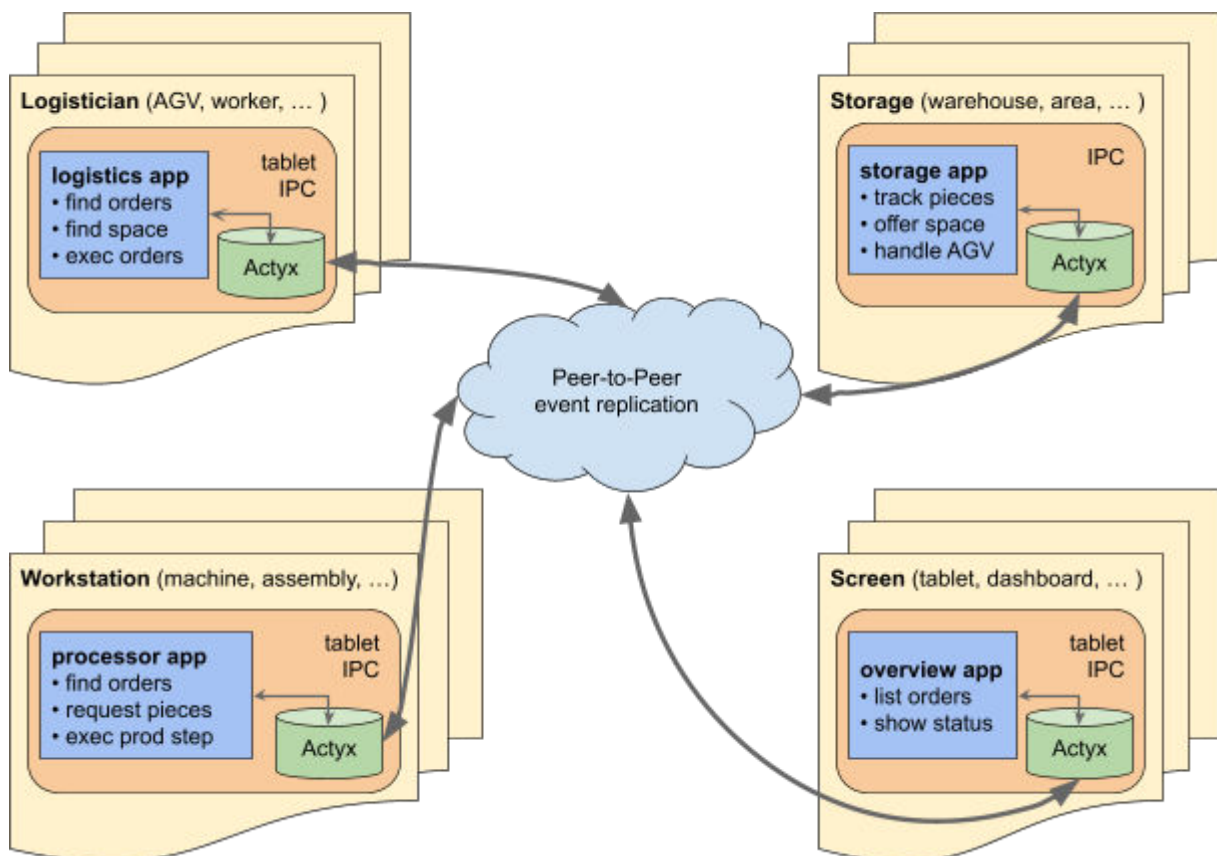 Logistician (AGV, worker, … )
logistics app
• find orders
• find space
• exec orders
tablet
IPC
Actyx
Storage (warehouse, area, … )
storage app
• track pieces
• offer space
• handle AGV
IPC
Actyx
Peer-to-Peer
event replication
Workstation (machine, assembly, …)
processor app
• find orders
• request pieces
• exec prod step
tablet
IPC
Actyx
Screen (tablet, dashboard, … )
overview app
• list orders
• show status
tablet
IPC
Actyx